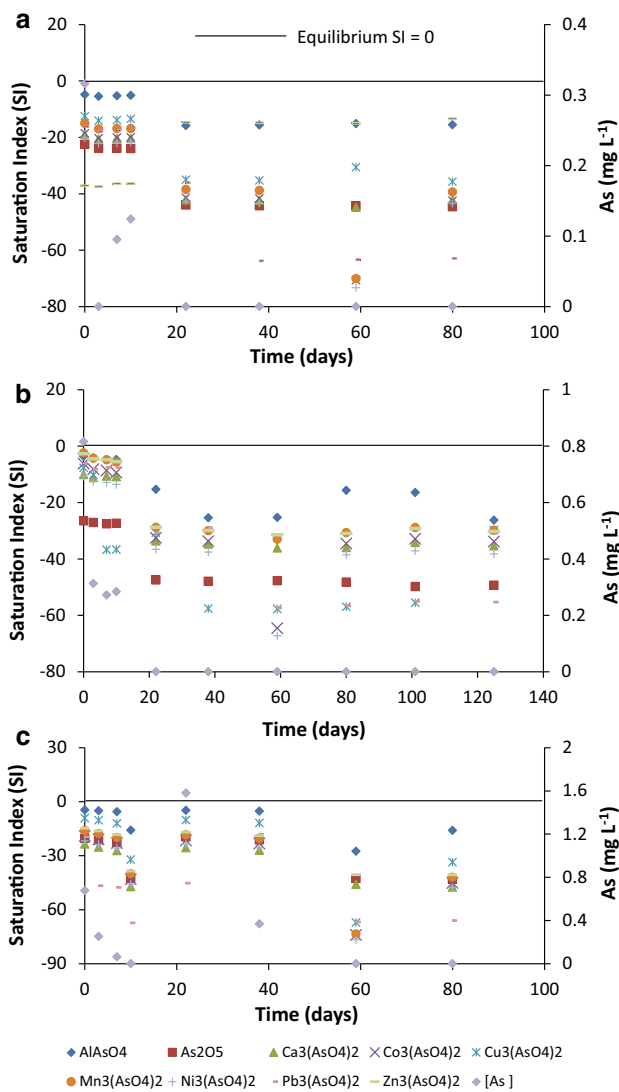 a
Equilibrium SI = 0
Saturation Index (SI)
20
0
-20
-40
-60
-80
0 20 40 60 80 100
Time (days)
0.4
0.3
0.2
0.1
0
As (mg L-1)
b
Saturation Index (SI)
20
0
-20
-40
-60
-80
0 20 40 60 80 100 120 140
Time (days)
1
0.8
0.6
0.4
0.2
0
As (mg L-1)
c
Saturation Index (SI)
30
0
-30
-60
-90
0 20 40 60 80 100
Time (days)
2
1.6
1.2
0.8
0.4
0
As (mg L-1)
AlAsO4 As2O5 Ca3(AsO4)2 Co3(AsO4)2 Cu3(AsO4)2
Mn3(AsO4)2 Ni3(AsO4)2 Pb3(AsO4)2 Zn3(AsO4)2 [As ]